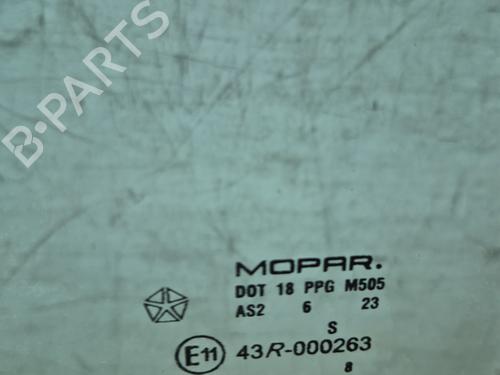 B-PARTS
MOPAR.
DOT 18 PPG M505
AS2 6 23
S
E11 43R-000263
8